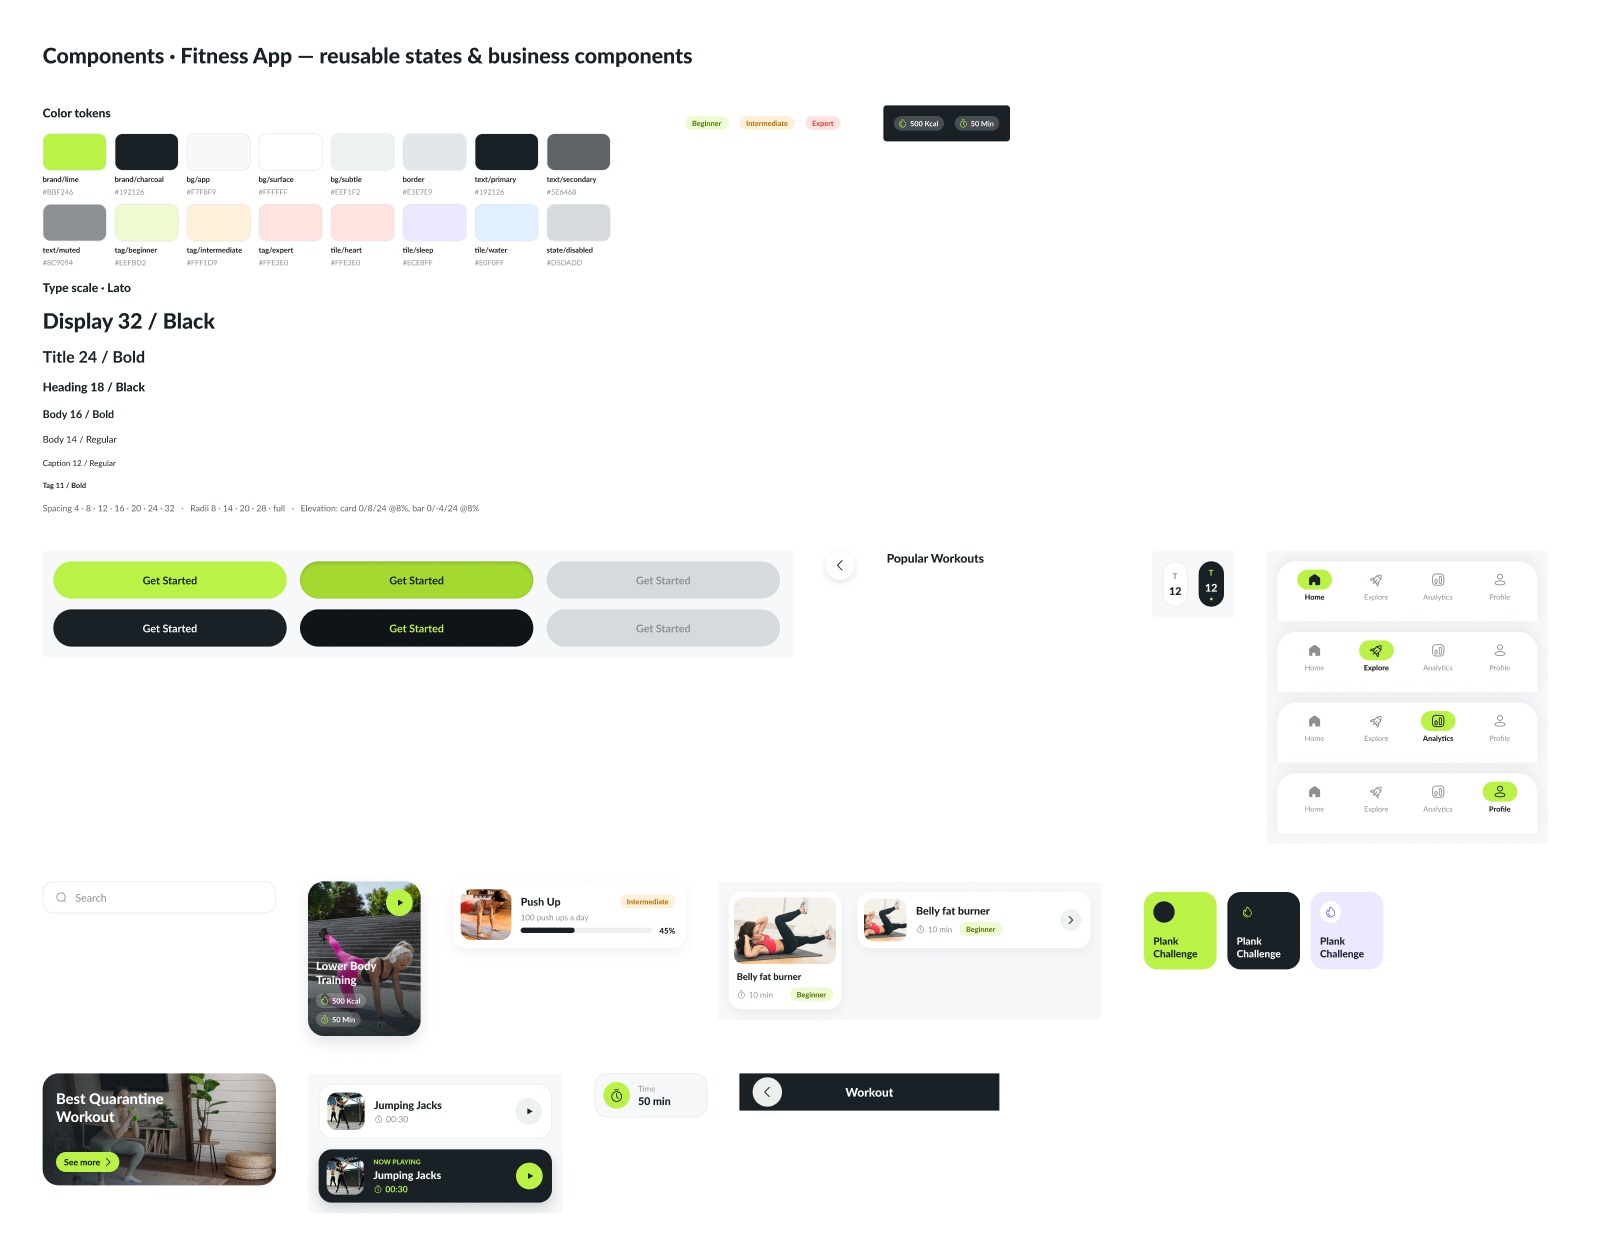 Components · Fitness App — reusable states & business components
Color tokens
brand/lime
#BBF246
brand/charcoal
#192126
bg/app
#F7F8F9
bg/surface
#FFFFFF
bg/subtle
#EEF1F2
border
#E3E7E9
text/primary
#192126
text/secondary
#5E6468
text/muted
#8C9094
tag/beginner
#EEFBD2
tag/intermediate
#FFF1D9
tag/expert
#FFE3E0
tile/heart
#FFE3E0
tile/sleep
#ECE8FF
tile/water
#E0F0FF
state/disabled
#D5DADD
Beginner
Intermediate
Expert
500 Kcal
50 Min
Type scale · Lato
Display 32 / Black
Title 24 / Bold
Heading 18 / Black
Body 16 / Bold
Body 14 / Regular
Caption 12 / Regular
Tag 11 / Bold
Spacing 4 · 8 · 12 · 16 · 20 · 24 · 32 · Radii 8 · 14 · 20 · 28 · full · Elevation: card 0/8/24 @8%, bar 0/-4/24 @8%
Get Started
Get Started
Get Started
Get Started
Get Started
Get Started
Popular Workouts
T
12
T
12
Home
Explore
Analytics
Profile
Home
Explore
Analytics
Profile
Home
Explore
Analytics
Profile
Home
Explore
Analytics
Profile
Search
Lower Body
Training
500 Kcal
50 Min
Push Up
Intermediate
100 push ups a day
45%
Belly fat burner
10 min
Beginner
Belly fat burner
10 min
Beginner
Plank
Challenge
Plank
Challenge
Plank
Challenge
Best Quarantine
Workout
See more
Jumping Jacks
00:30
NOW PLAYING
Jumping Jacks
00:30
Time
50 min
Workout